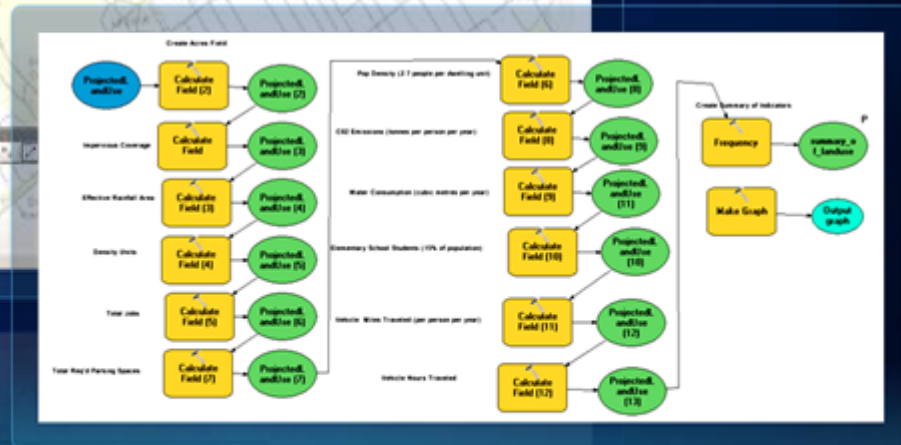 Create Acres Field
ProjectedL
andUse
Calculate
Field (2)
ProjectedL
andUse (2)
Impervious Coverage
Calculate
Field
ProjectedL
andUse (3)
Effective Rainfall Area
Calculate
Field (3)
ProjectedL
andUse (4)
Density Units
Calculate
Field (4)
ProjectedL
andUse (5)
Total Jobs
Calculate
Field (5)
ProjectedL
andUse (6)
Total Req'd Parking Spaces
Calculate
Field (7)
ProjectedL
andUse (7)
Pop Density (2.7 people per dwelling unit)
Calculate
Field (6)
ProjectedL
andUse (8)
CO2 Emissions (tonnes per person per year)
Calculate
Field (8)
ProjectedL
andUse (9)
Water Consumption (cubic metres per year)
Calculate
Field (9)
ProjectedL
andUse
(11)
Elementary School Students (15% of population)
Calculate
Field (10)
ProjectedL
andUse
(10)
Vehicle Miles Traveled (per person per year)
Calculate
Field (11)
ProjectedL
andUse
(12)
Vehicle Hours Traveled
Calculate
Field (12)
ProjectedL
andUse
(13)
Create Summary of Indicators
Frequency
P
summary_o
f_landuse
Make Graph
Output
graph